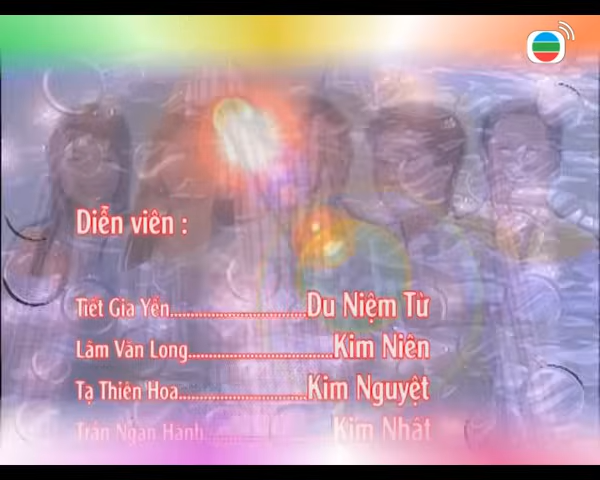 Diễn viên :
Tiết Gia Yến.................................Du Niệm Từ
Lâm Văn Long...................................Kim Niên
Tạ Thiên Hoa...............................Kim Nguyệt
Trần Ngạn Hành...............................Kim Nhật